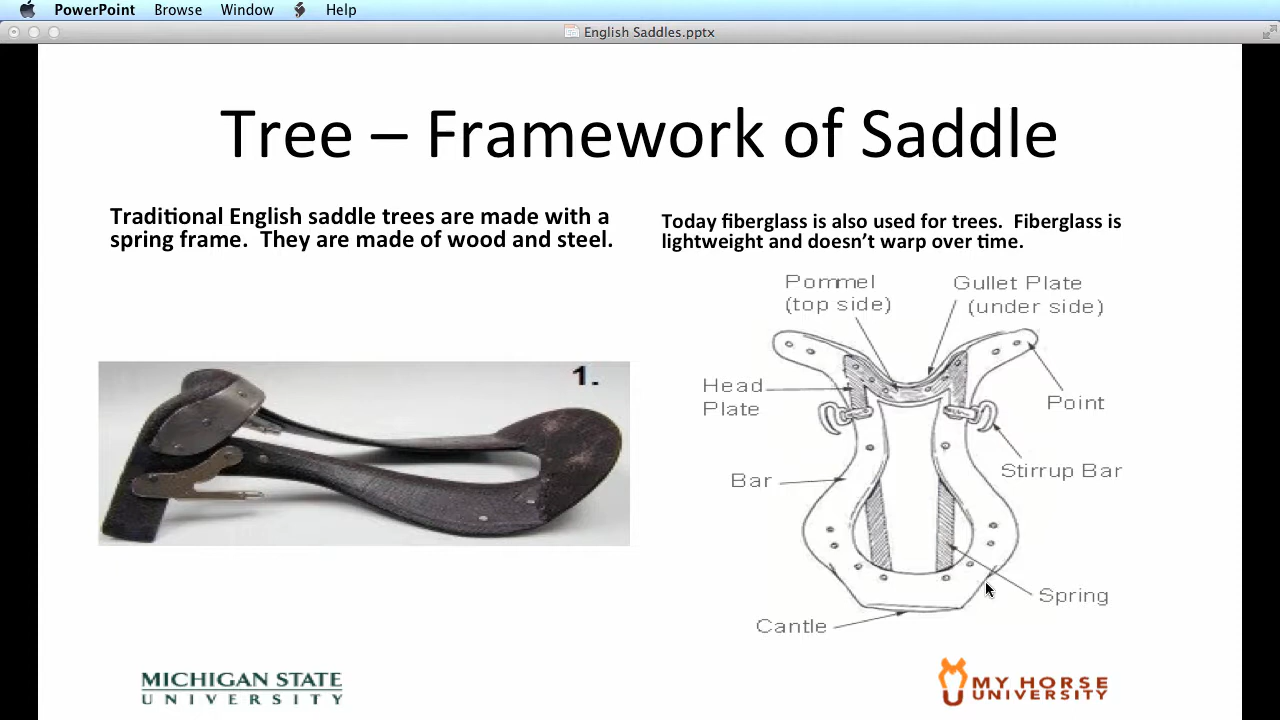 PowerPoint Browse Window Help
English Saddles.pptx
Tree – Framework of Saddle
Traditional English saddle trees are made with a
spring frame.  They are made of wood and steel.
Today fiberglass is also used for trees.  Fiberglass is
lightweight and doesn’t warp over time.
1.
Pommel
(top side)
Gullet Plate
(under side)
Head
Plate
Point
Stirrup Bar
Bar
Spring
Cantle
MICHIGAN STATE
UNIVERSITY
MY HORSE
UNIVERSITY